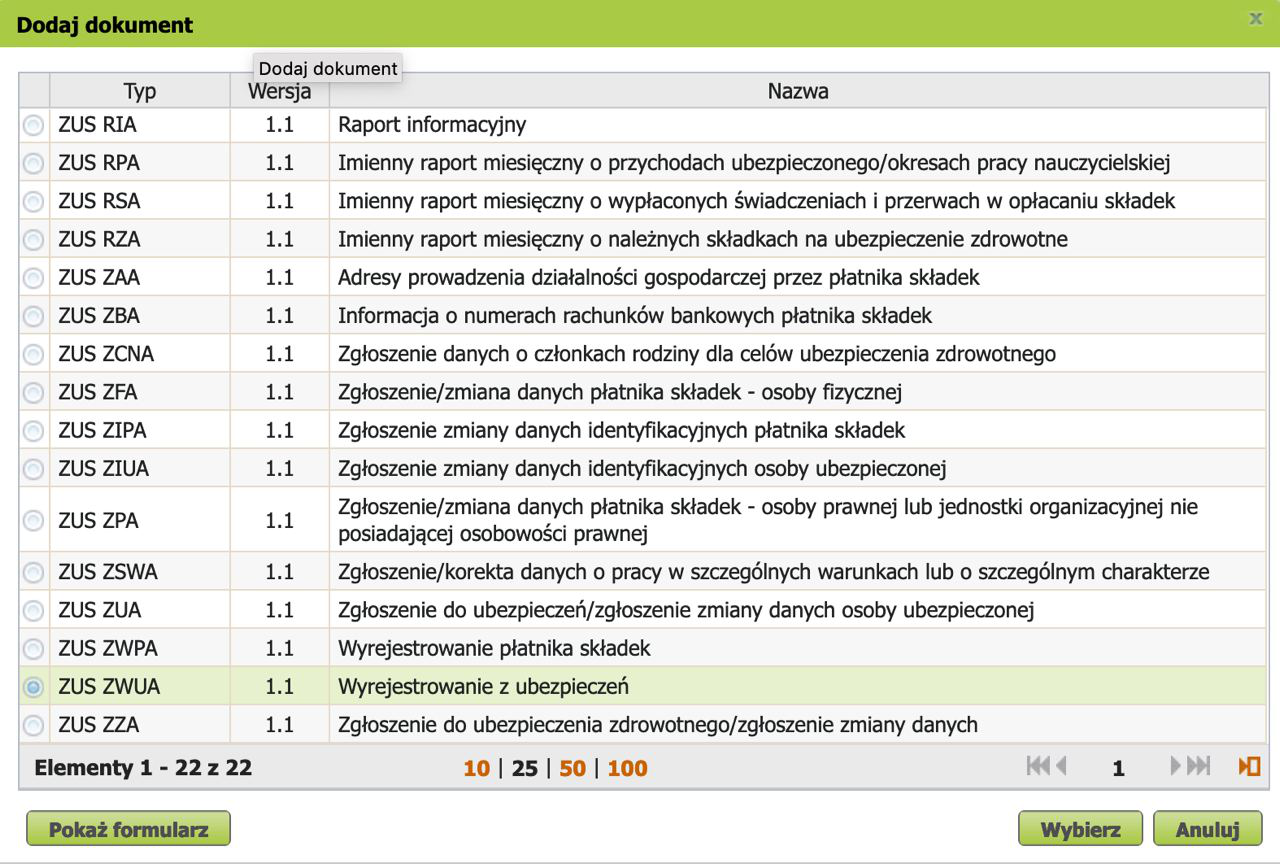 Dodaj dokument
x
Dodaj dokument
Typ Wersja Nazwa
ZUS RIA 1.1 Raport informacyjny
ZUS RPA 1.1 Imienny raport miesięczny o przychodach ubezpieczonego/okresach pracy nauczycielskiej
ZUS RSA 1.1 Imienny raport miesięczny o wypłaconych świadczeniach i przerwach w opłacaniu składek
ZUS RZA 1.1 Imienny raport miesięczny o należnych składkach na ubezpieczenie zdrowotne
ZUS ZAA 1.1 Adresy prowadzenia działalności gospodarczej przez płatnika składek
ZUS ZBA 1.1 Informacja o numerach rachunków bankowych płatnika składek
ZUS ZCNA 1.1 Zgłoszenie danych o członkach rodziny dla celów ubezpieczenia zdrowotnego
ZUS ZFA 1.1 Zgłoszenie/zmiana danych płatnika składek - osoby fizycznej
ZUS ZIPA 1.1 Zgłoszenie zmiany danych identyfikacyjnych płatnika składek
ZUS ZIUA 1.1 Zgłoszenie zmiany danych identyfikacyjnych osoby ubezpieczonej
ZUS ZPA 1.1 Zgłoszenie/zmiana danych płatnika składek - osoby prawnej lub jednostki organizacyjnej nie
posiadającej osobowości prawnej
ZUS ZSWA 1.1 Zgłoszenie/korekta danych o pracy w szczególnych warunkach lub o szczególnym charakterze
ZUS ZUA 1.1 Zgłoszenie do ubezpieczeń/zgłoszenie zmiany danych osoby ubezpieczonej
ZUS ZWPA 1.1 Wyrejestrowanie płatnika składek
ZUS ZWUA 1.1 Wyrejestrowanie z ubezpieczeń
ZUS ZZA 1.1 Zgłoszenie do ubezpieczenia zdrowotnego/zgłoszenie zmiany danych
Elementy 1 - 22 z 22 10 | 25 | 50 | 100 1
Pokaż formularz Wybierz Anuluj